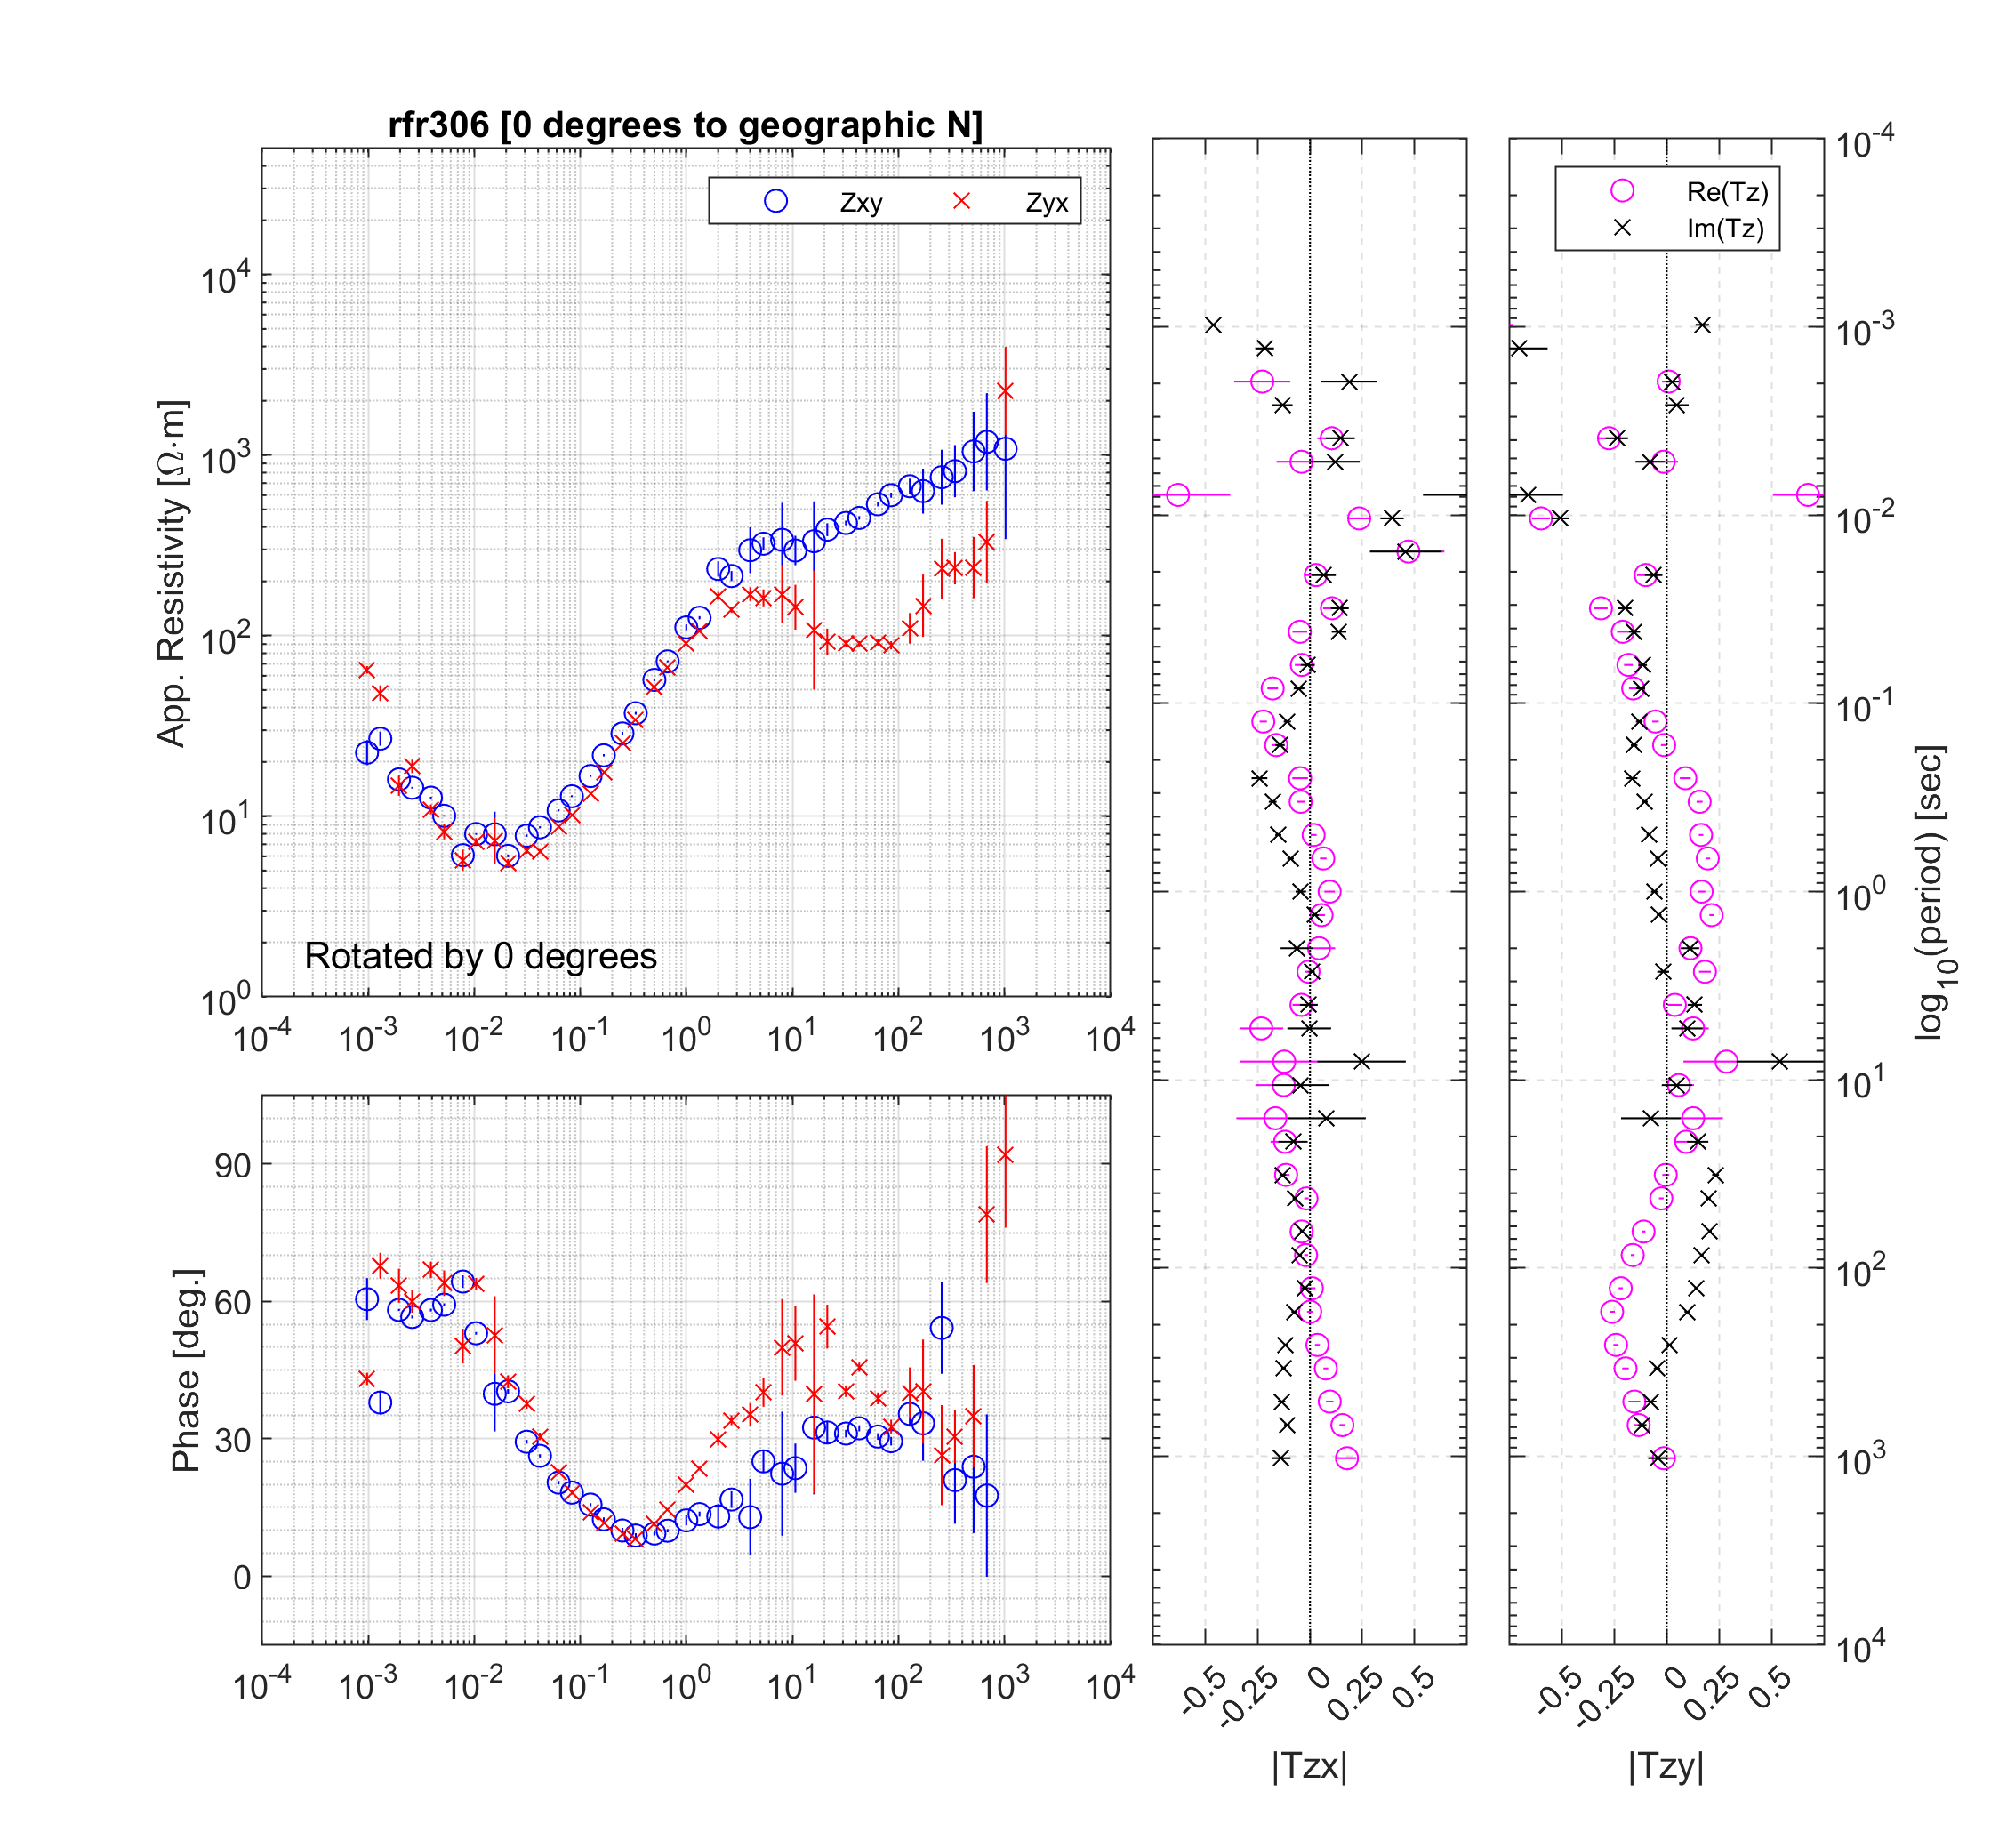 rfr306 [0 degrees to geographic N]
Zxy Zyx
App. Resistivity [Ω·m]
10^4
10^3
10^2
10^1
10^0
Rotated by 0 degrees
10^-4 10^-3 10^-2 10^-1 10^0 10^1 10^2 10^3 10^4
Phase [deg.]
90
60
30
0
10^-4 10^-3 10^-2 10^-1 10^0 10^1 10^2 10^3 10^4
-0.5 -0.25 0 0.25 0.5
|Tzx|
Re(Tz)
Im(Tz)
10^-4
10^-3
10^-2
10^-1
10^0
10^1
10^2
10^3
10^4
log10(period) [sec]
-0.5 -0.25 0 0.25 0.5
|Tzy|